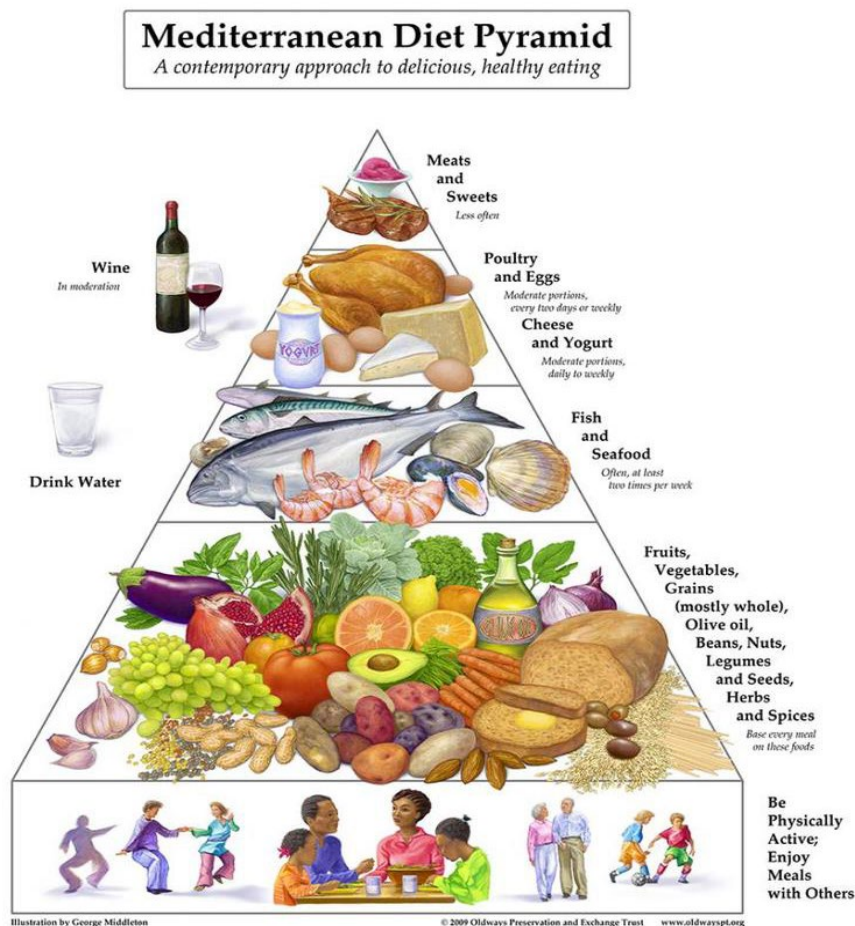 Mediterranean Diet Pyramid
A contemporary approach to delicious, healthy eating
Meats
and
Sweets
Less often
Wine
In moderation
Poultry
and Eggs
Moderate portions,
every two days or weekly
Cheese
and Yogurt
Moderate portions,
daily to weekly
YOGURT
Drink Water
Fish
and
Seafood
Often, at least
two times per week
Fruits,
Vegetables,
Grains
(mostly whole),
Olive oil,
Beans, Nuts,
Legumes
and Seeds,
Herbs
and Spices
Base every meal
on these foods
OLIVE OIL
Be
Physically
Active;
Enjoy
Meals
with Others
Illustration by George Middleton
© 2009 Oldways Preservation and Exchange Trust
www.oldwayspt.org